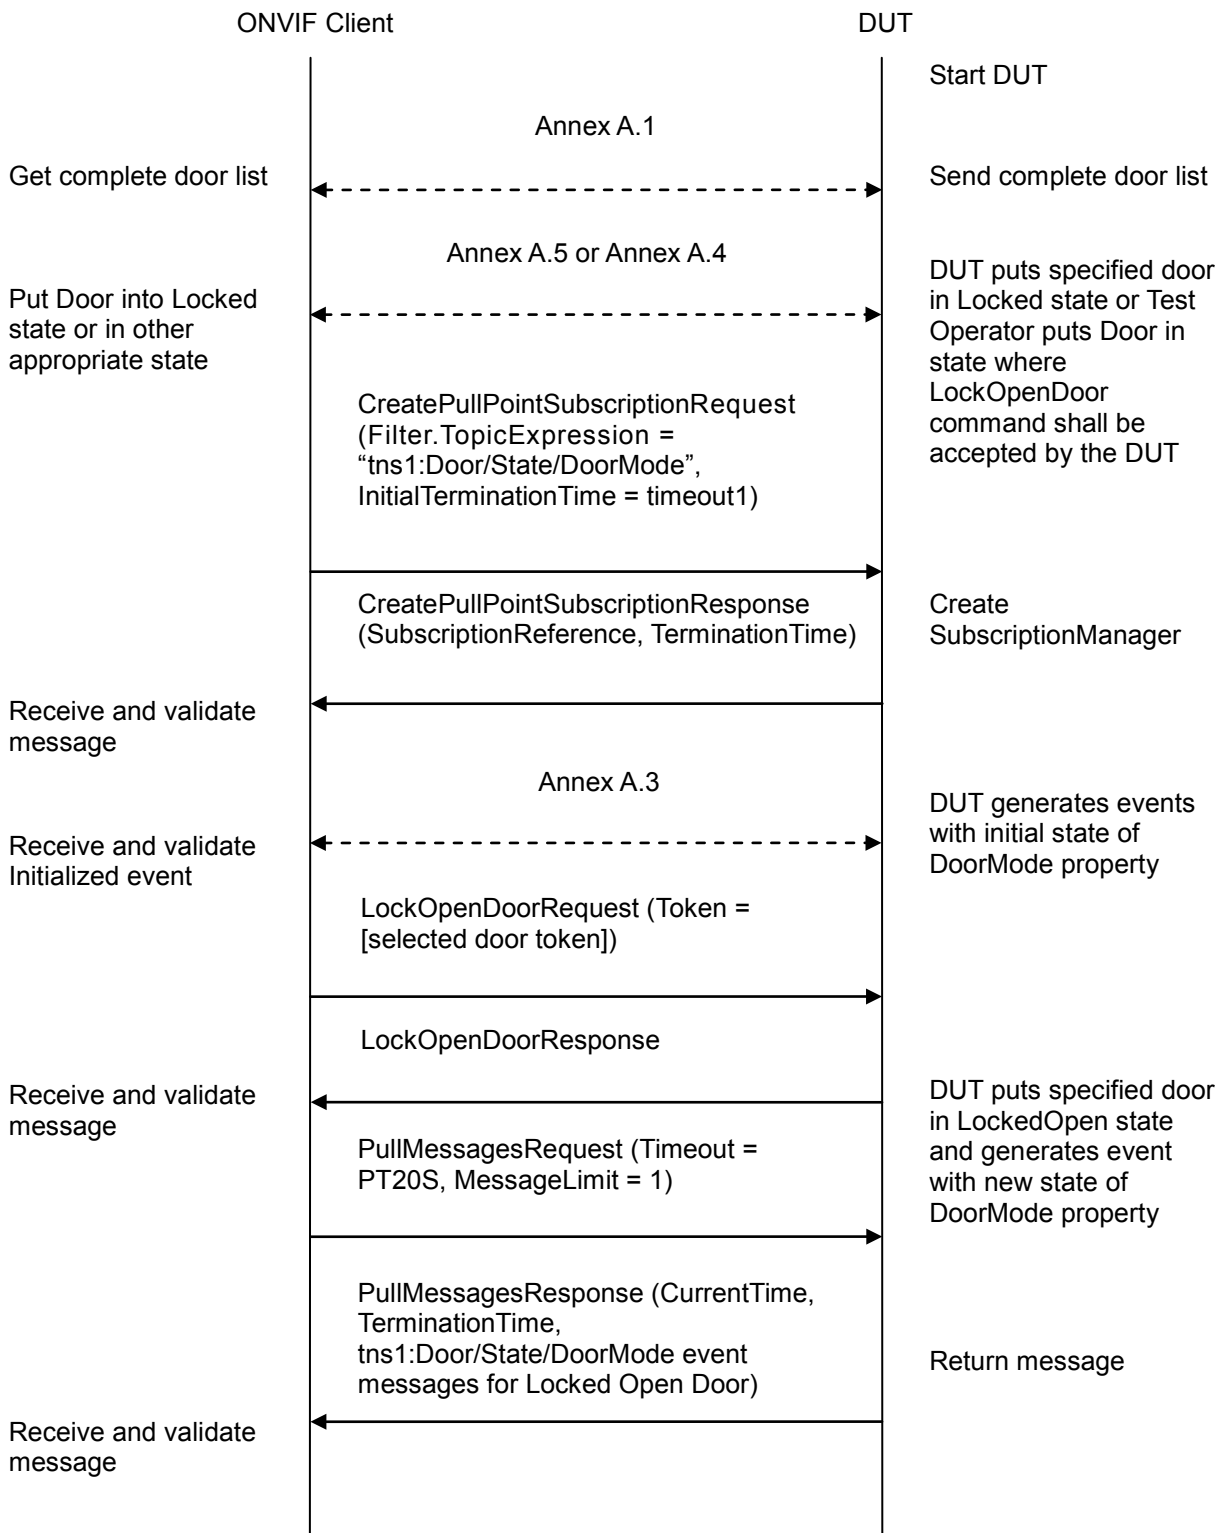 ONVIF Client
DUT
Start DUT
Annex A.1
Get complete door list
Send complete door list
Annex A.5 or Annex A.4
Put Door into Locked
state or in other
appropriate state
DUT puts specified door
in Locked state or Test
Operator puts Door in
state where
LockOpenDoor
command shall be
accepted by the DUT
CreatePullPointSubscriptionRequest
(Filter.TopicExpression =
“tns1:Door/State/DoorMode”,
InitialTerminationTime = timeout1)
CreatePullPointSubscriptionResponse
(SubscriptionReference, TerminationTime)
Create
SubscriptionManager
Receive and validate
message
Annex A.3
DUT generates events
with initial state of
DoorMode property
Receive and validate
Initialized event
LockOpenDoorRequest (Token =
[selected door token])
LockOpenDoorResponse
Receive and validate
message
DUT puts specified door
in LockedOpen state
and generates event
with new state of
DoorMode property
PullMessagesRequest (Timeout =
PT20S, MessageLimit = 1)
PullMessagesResponse (CurrentTime,
TerminationTime,
tns1:Door/State/DoorMode event
messages for Locked Open Door)
Return message
Receive and validate
message